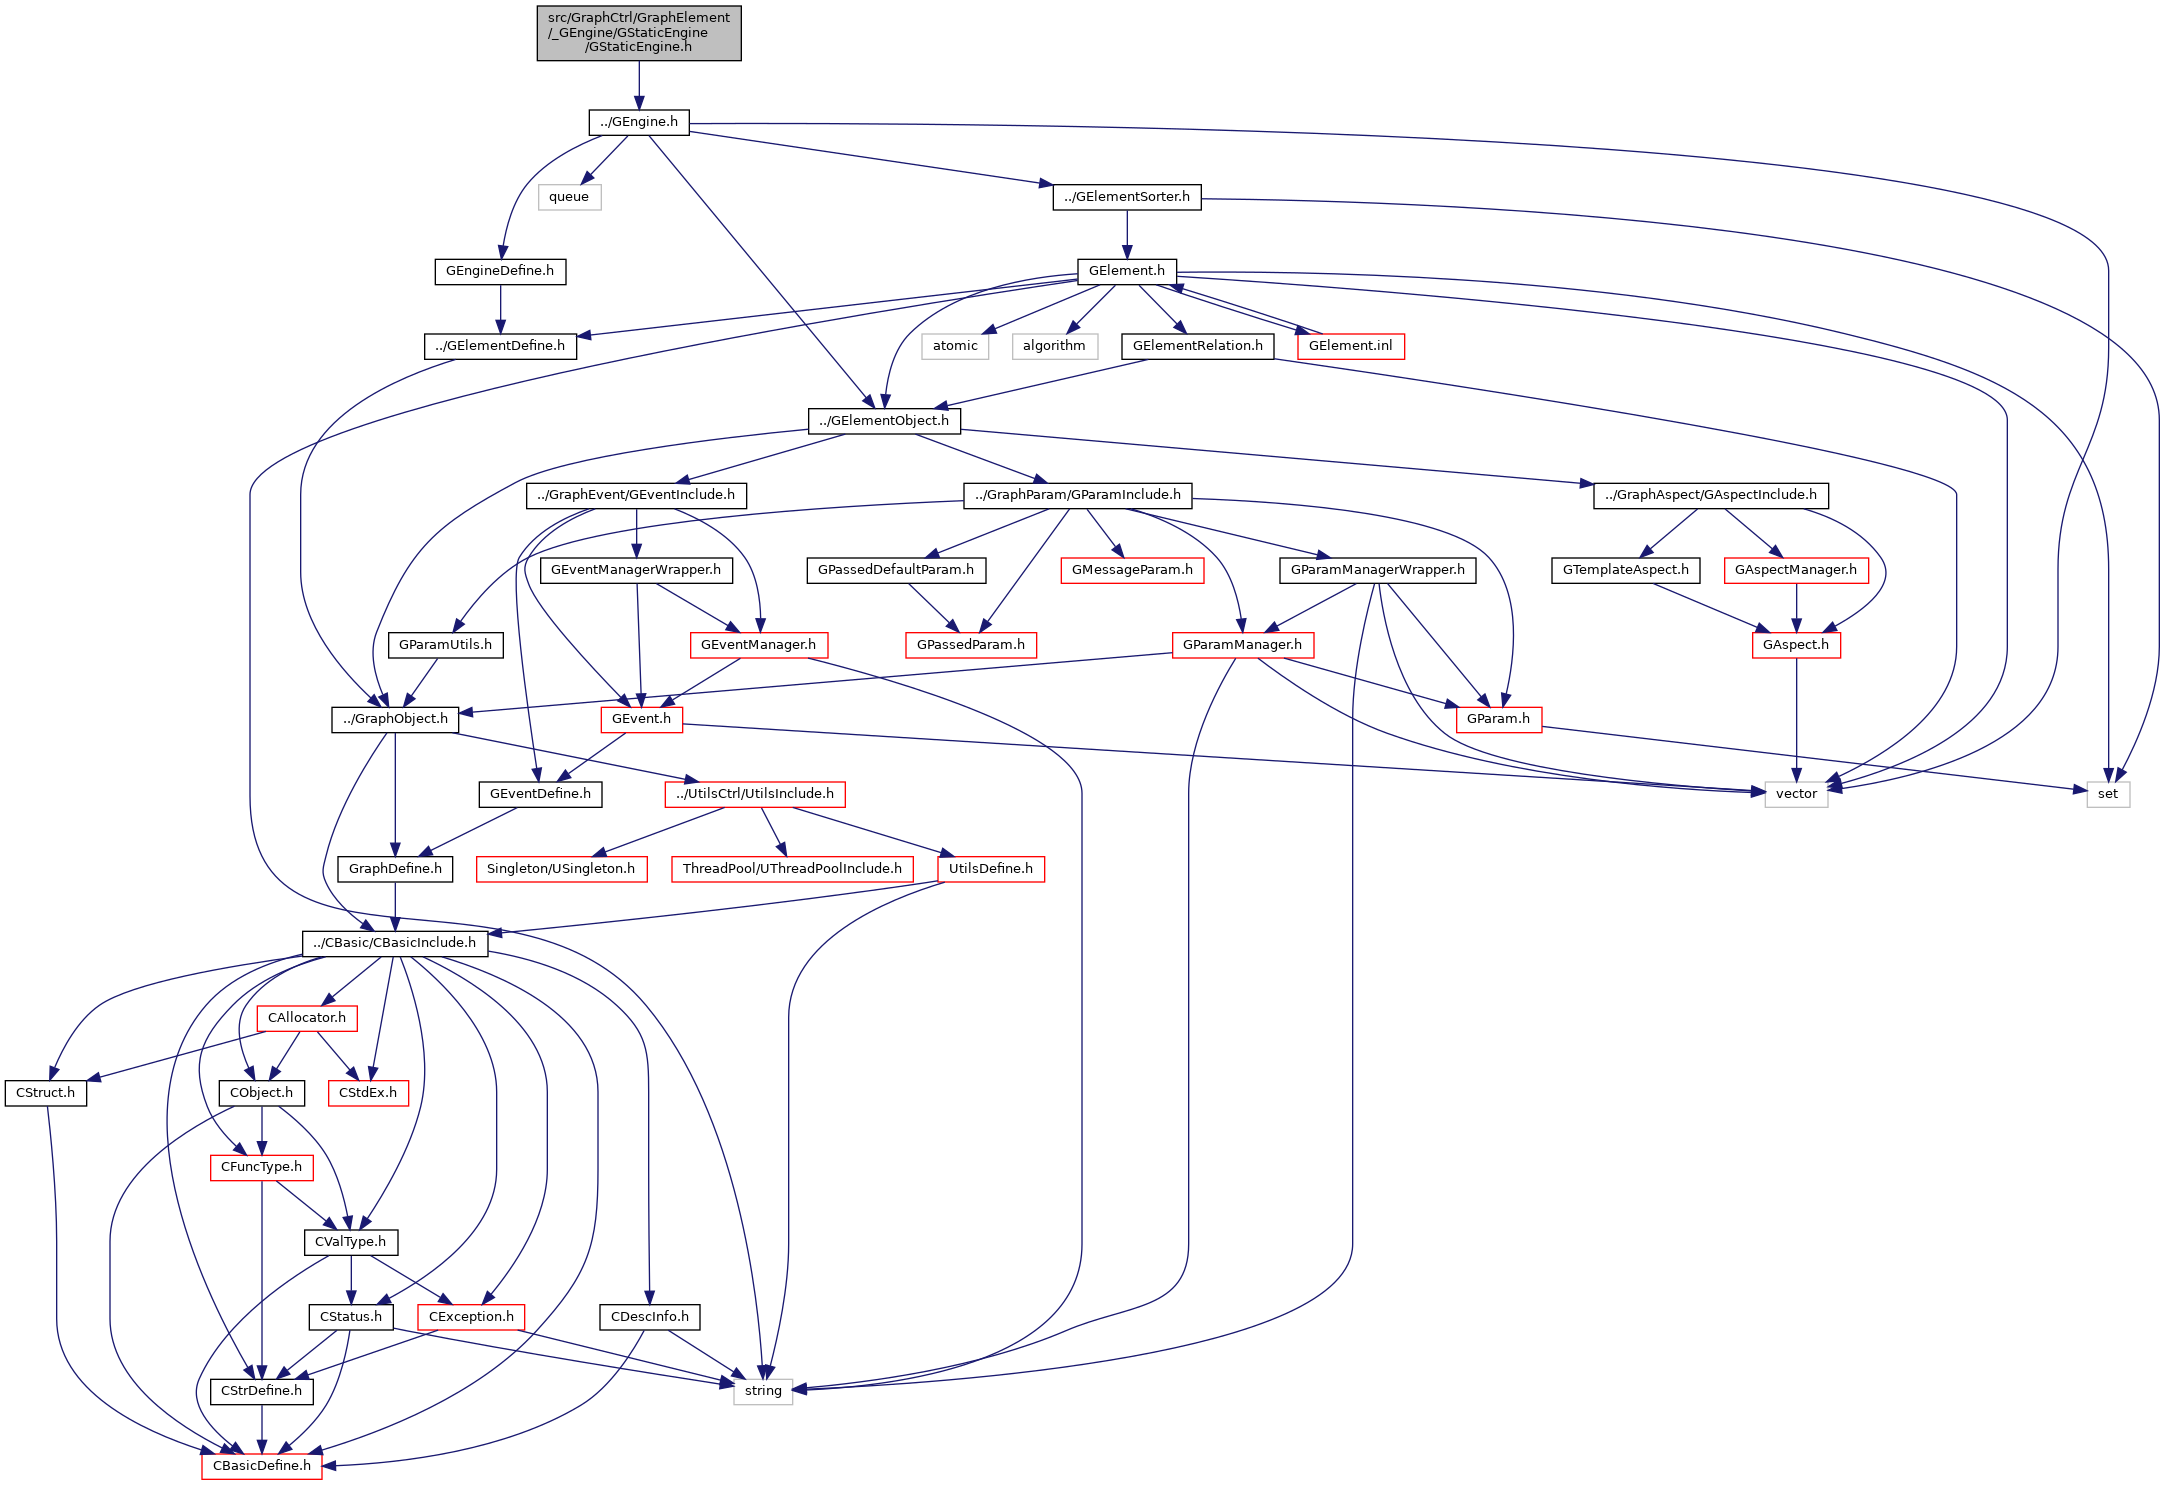 src/GraphCtrl/GraphElement
/_GEngine/GStaticEngine
/GStaticEngine.h
../GEngine.h
queue
../GElementSorter.h
GEngineDefine.h
GElement.h
../GElementDefine.h
atomic
algorithm
GElementRelation.h
GElement.inl
../GElementObject.h
../GraphEvent/GEventInclude.h
../GraphParam/GParamInclude.h
../GraphAspect/GAspectInclude.h
GEventManagerWrapper.h
GPassedDefaultParam.h
GMessageParam.h
GParamManagerWrapper.h
GTemplateAspect.h
GAspectManager.h
GParamUtils.h
GEventManager.h
GPassedParam.h
GParamManager.h
GAspect.h
../GraphObject.h
GEvent.h
GParam.h
GEventDefine.h
../UtilsCtrl/UtilsInclude.h
vector
set
GraphDefine.h
Singleton/USingleton.h
ThreadPool/UThreadPoolInclude.h
UtilsDefine.h
../CBasic/CBasicInclude.h
CAllocator.h
CStruct.h
CObject.h
CStdEx.h
CFuncType.h
CValType.h
CStatus.h
CException.h
CDescInfo.h
CStrDefine.h
string
CBasicDefine.h